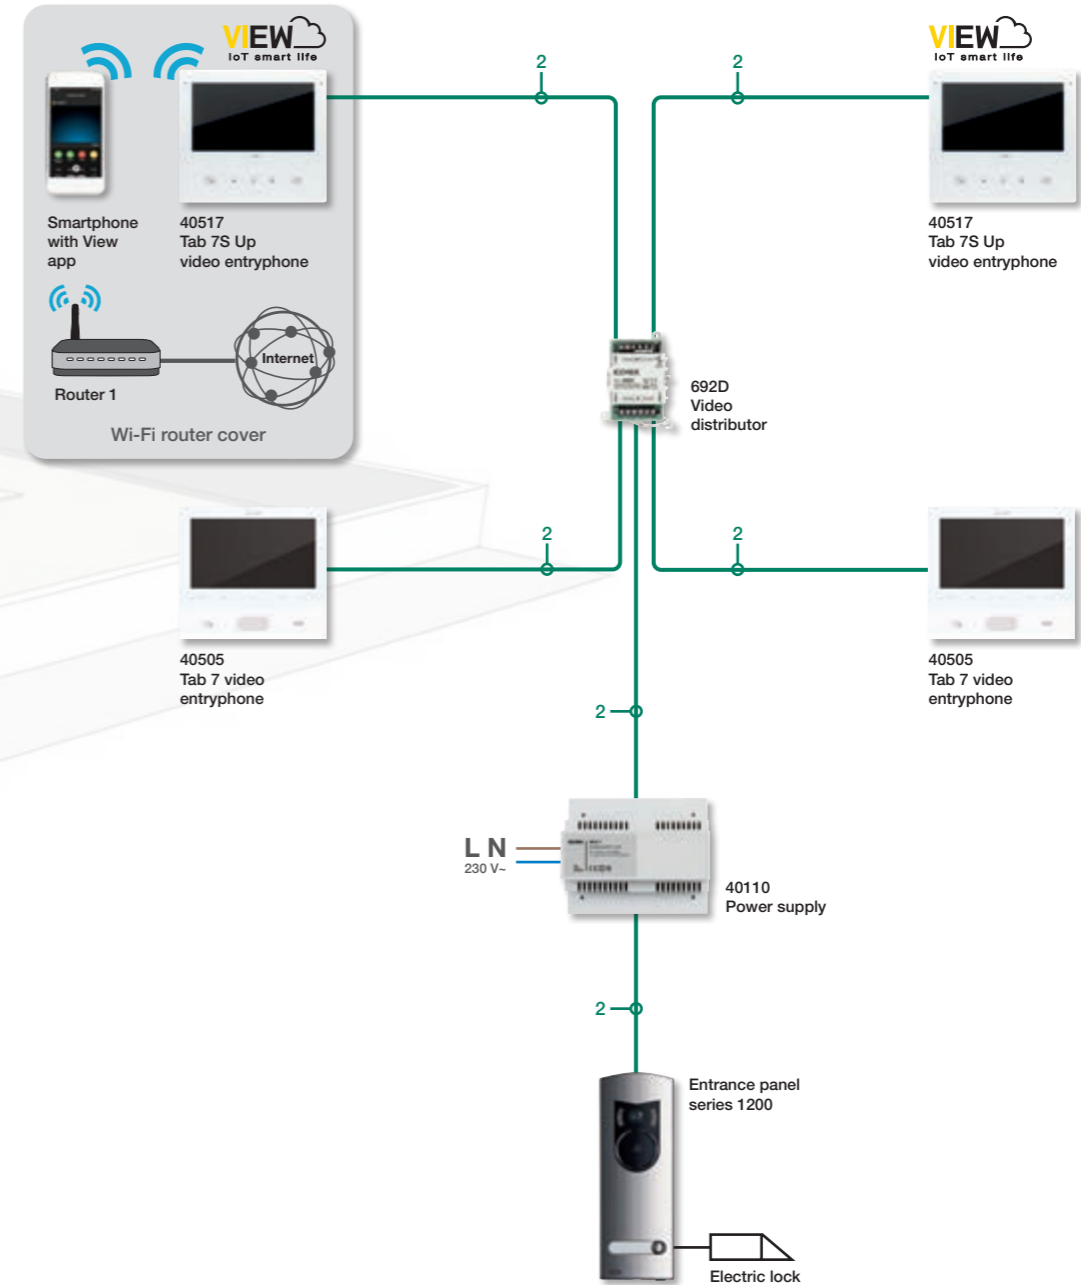 VIEW
IoT smart life
VIEW
IoT smart life
2
2
Smartphone
with View
app
40517
Tab 7S Up
video entryphone
40517
Tab 7S Up
video entryphone
Internet
Router 1
Wi-Fi router cover
692D
Video
distributor
2
2
40505
Tab 7 video
entryphone
40505
Tab 7 video
entryphone
2
L N
230 V~
40110
Power supply
2
Entrance panel
series 1200
Electric lock